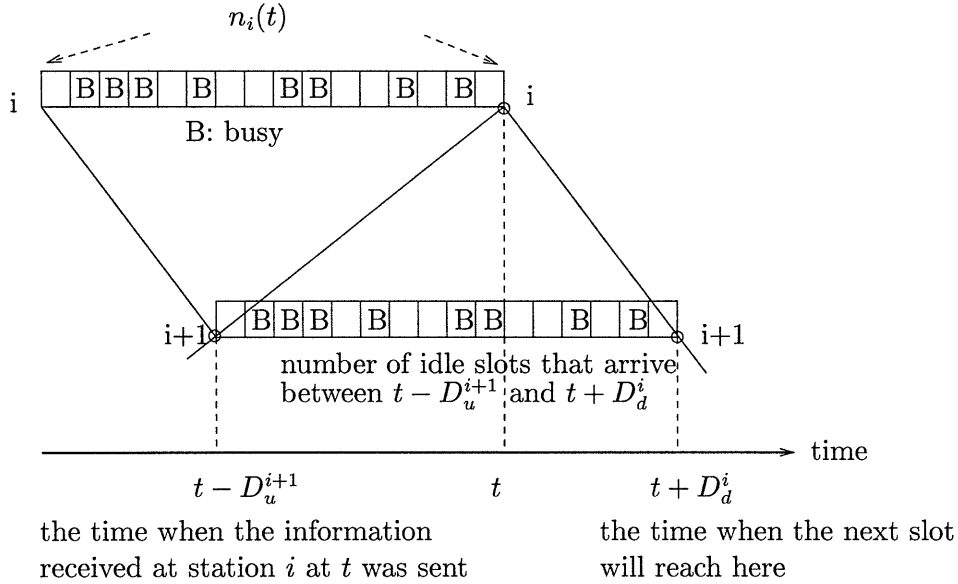 n_i(t)
i B B B B B B B B i
B: busy
i+1 B B B B B B B B i+1
number of idle slots that arrive
between t − D_u^{i+1} and t + D_d^i
time
t − D_u^{i+1} t t + D_d^i
the time when the information the time when the next slot
received at station i at t was sent will reach here